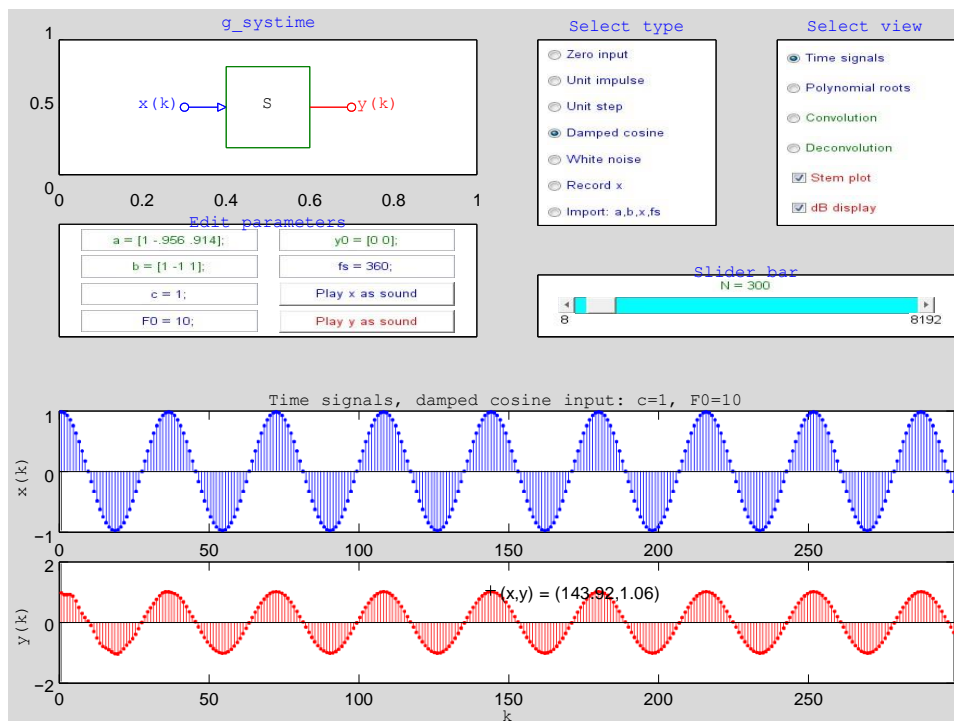 g_systime
1
0.5
0
0 0.2 0.4 0.6 0.8 1
x(k)
S
y(k)
Select type
Zero input
Unit impulse
Unit step
Damped cosine
White noise
Record x
Import: a,b,x,fs
Select view
Time signals
Polynomial roots
Convolution
Deconvolution
Stem plot
dB display
Edit parameters
a = [1 -.956 .914];
y0 = [0 0];
b = [1 -1 1];
fs = 360;
c = 1;
Play x as sound
F0 = 10;
Play y as sound
Slider bar
N = 300
8
8192
Time signals, damped cosine input: c=1, F0=10
x(k)
1
0
−1
0 50 100 150 200 250
y(k)
2
0
−2
(x,y) = (143.92,1.06)
0 50 100 150 200 250
k